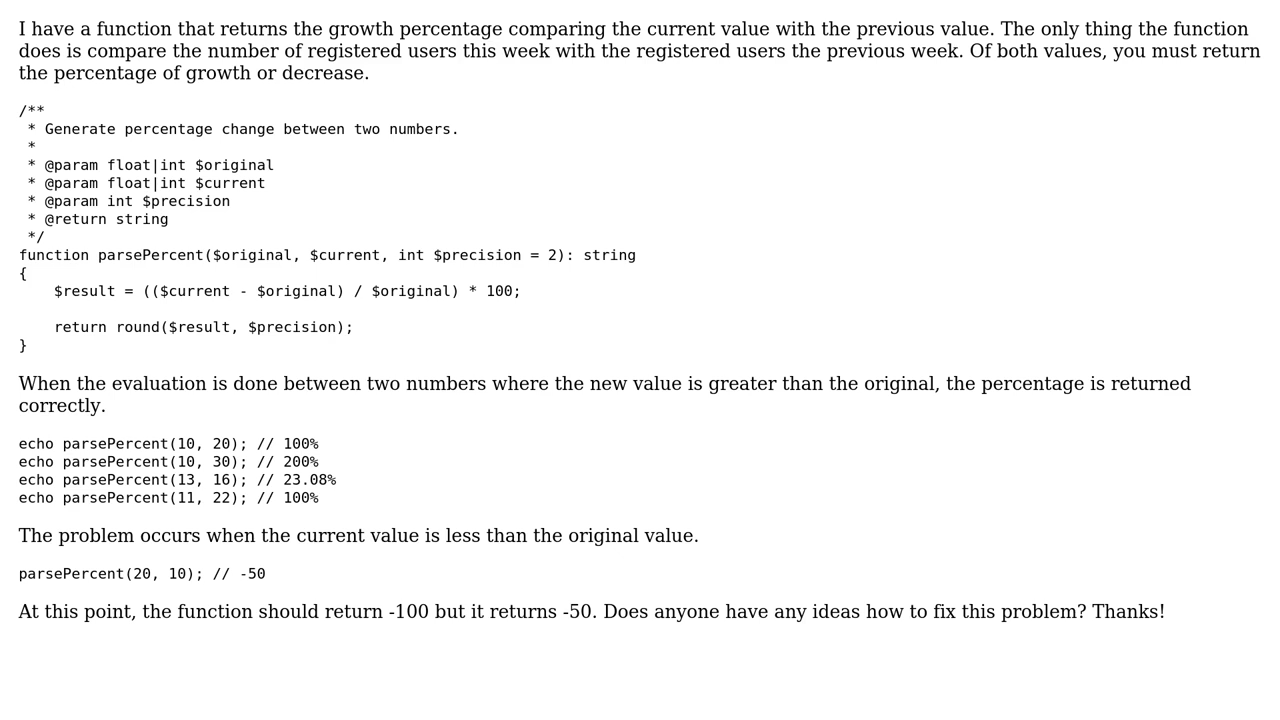 I have a function that returns the growth percentage comparing the current value with the previous value. The only thing the function
does is compare the number of registered users this week with the registered users the previous week. Of both values, you must return
the percentage of growth or decrease.
/**
 * Generate percentage change between two numbers.
 *
 * @param float|int $original
 * @param float|int $current
 * @param int $precision
 * @return string
 */
function parsePercent($original, $current, int $precision = 2): string
{
    $result = (($current - $original) / $original) * 100;
    return round($result, $precision);
}
When the evaluation is done between two numbers where the new value is greater than the original, the percentage is returned
correctly.
echo parsePercent(10, 20); // 100%
echo parsePercent(10, 30); // 200%
echo parsePercent(13, 16); // 23.08%
echo parsePercent(11, 22); // 100%
The problem occurs when the current value is less than the original value.
parsePercent(20, 10); // -50
At this point, the function should return -100 but it returns -50. Does anyone have any ideas how to fix this problem? Thanks!